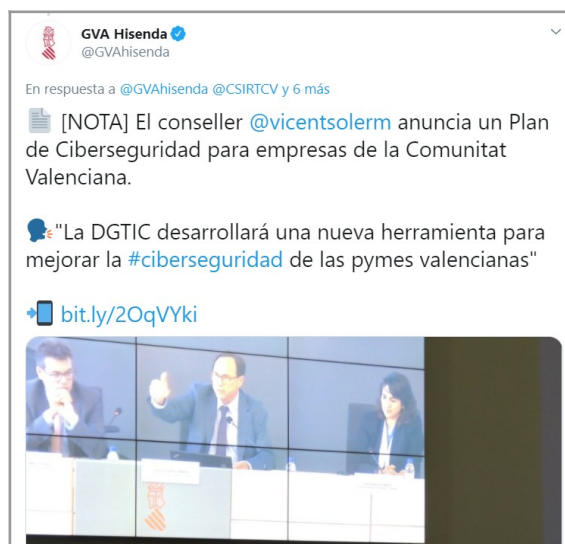 GVA Hisenda
@GVAhisenda
En respuesta a @GVAhisenda @CSIRTCV y 6 más
[NOTA] El conseller @vicentsolerm anuncia un Plan
de Ciberseguridad para empresas de la Comunitat
Valenciana.
"La DGTIC desarrollará una nueva herramienta para
mejorar la #ciberseguridad de las pymes valencianas"
bit.ly/2OqVYki